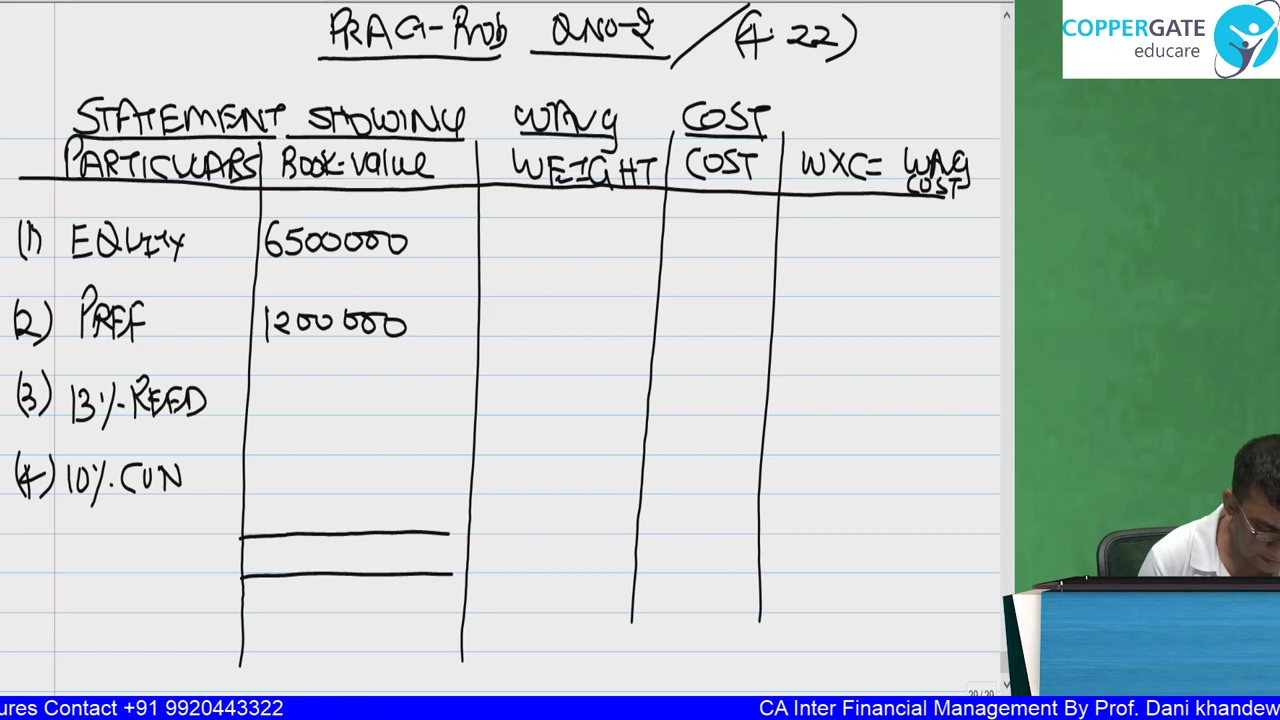 PRAG-Prob QNO-2 / (4.22)
COPPERGATE
educare
STATEMENT SHOWING WAVG COST
PARTICULARS Book-Value WEIGHT COST WXC= WAG COST
(1) EQUITY 6500000
(2) PREF 1200000
(3) 13%-REED
(4) 10%.CUN
ures Contact +91 9920443322 CA Inter Financial Management By Prof. Dani khandew